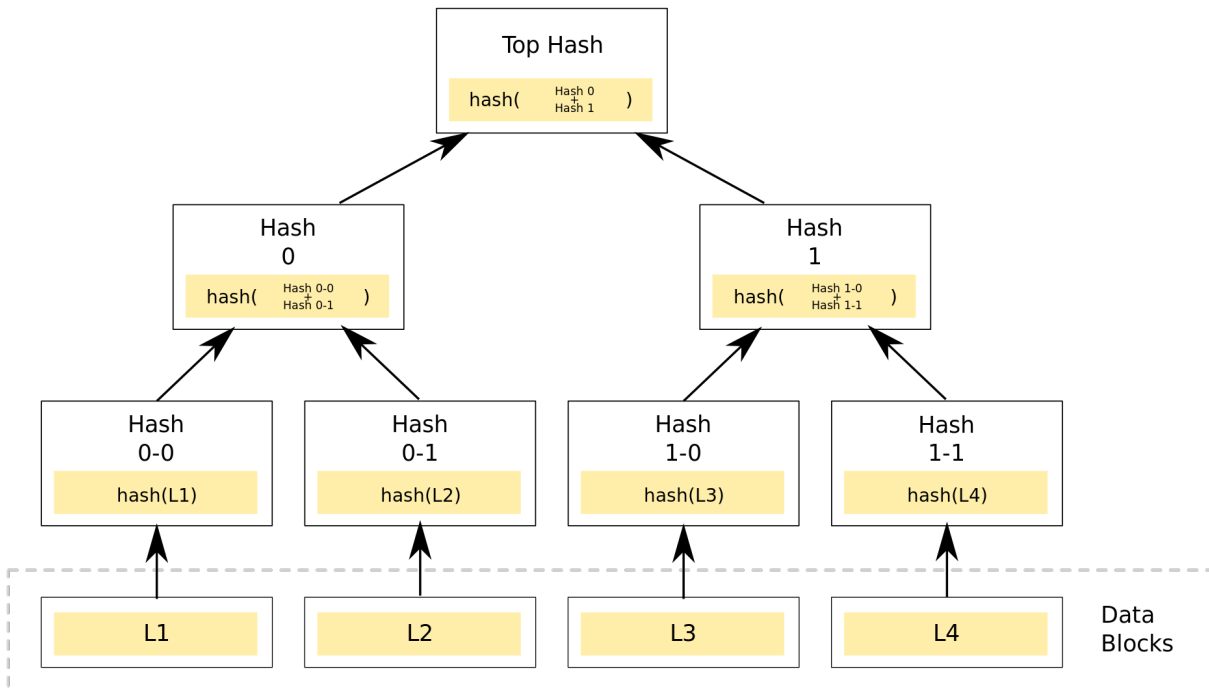 Top Hash
Hash 0
hash( + )
Hash 1
Hash
0
Hash 0-0
hash( + )
Hash 0-1
Hash
1
Hash 1-0
hash( + )
Hash 1-1
Hash
0-0
hash(L1)
Hash
0-1
hash(L2)
Hash
1-0
hash(L3)
Hash
1-1
hash(L4)
L1
L2
L3
L4
Data
Blocks